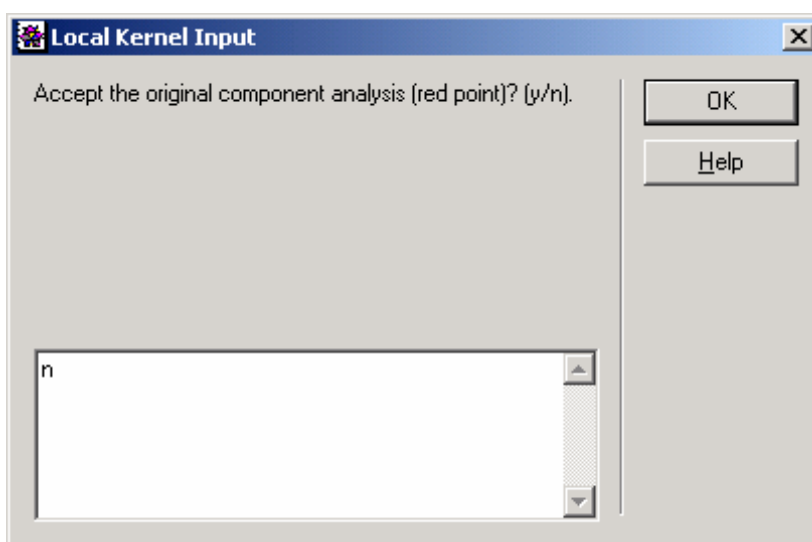 Local Kernel Input
Accept the original component analysis (red point)? (y/n).
OK
Help
n